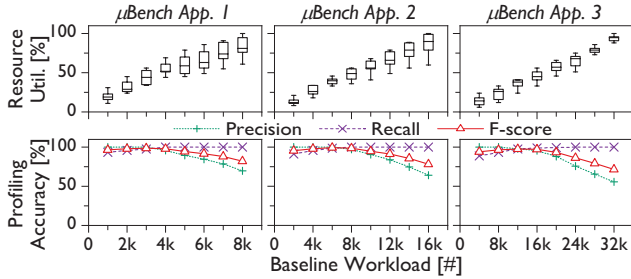 μBench App. 1 μBench App. 2 μBench App. 3
Resource
Util. [%]
100
50
0
Precision Recall F-score
Profiling
Accuracy [%]
100
50
0 2k 4k 6k 8k 0 4k 8k 12k 16k 0 8k 16k 24k 32k
Baseline Workload [#]